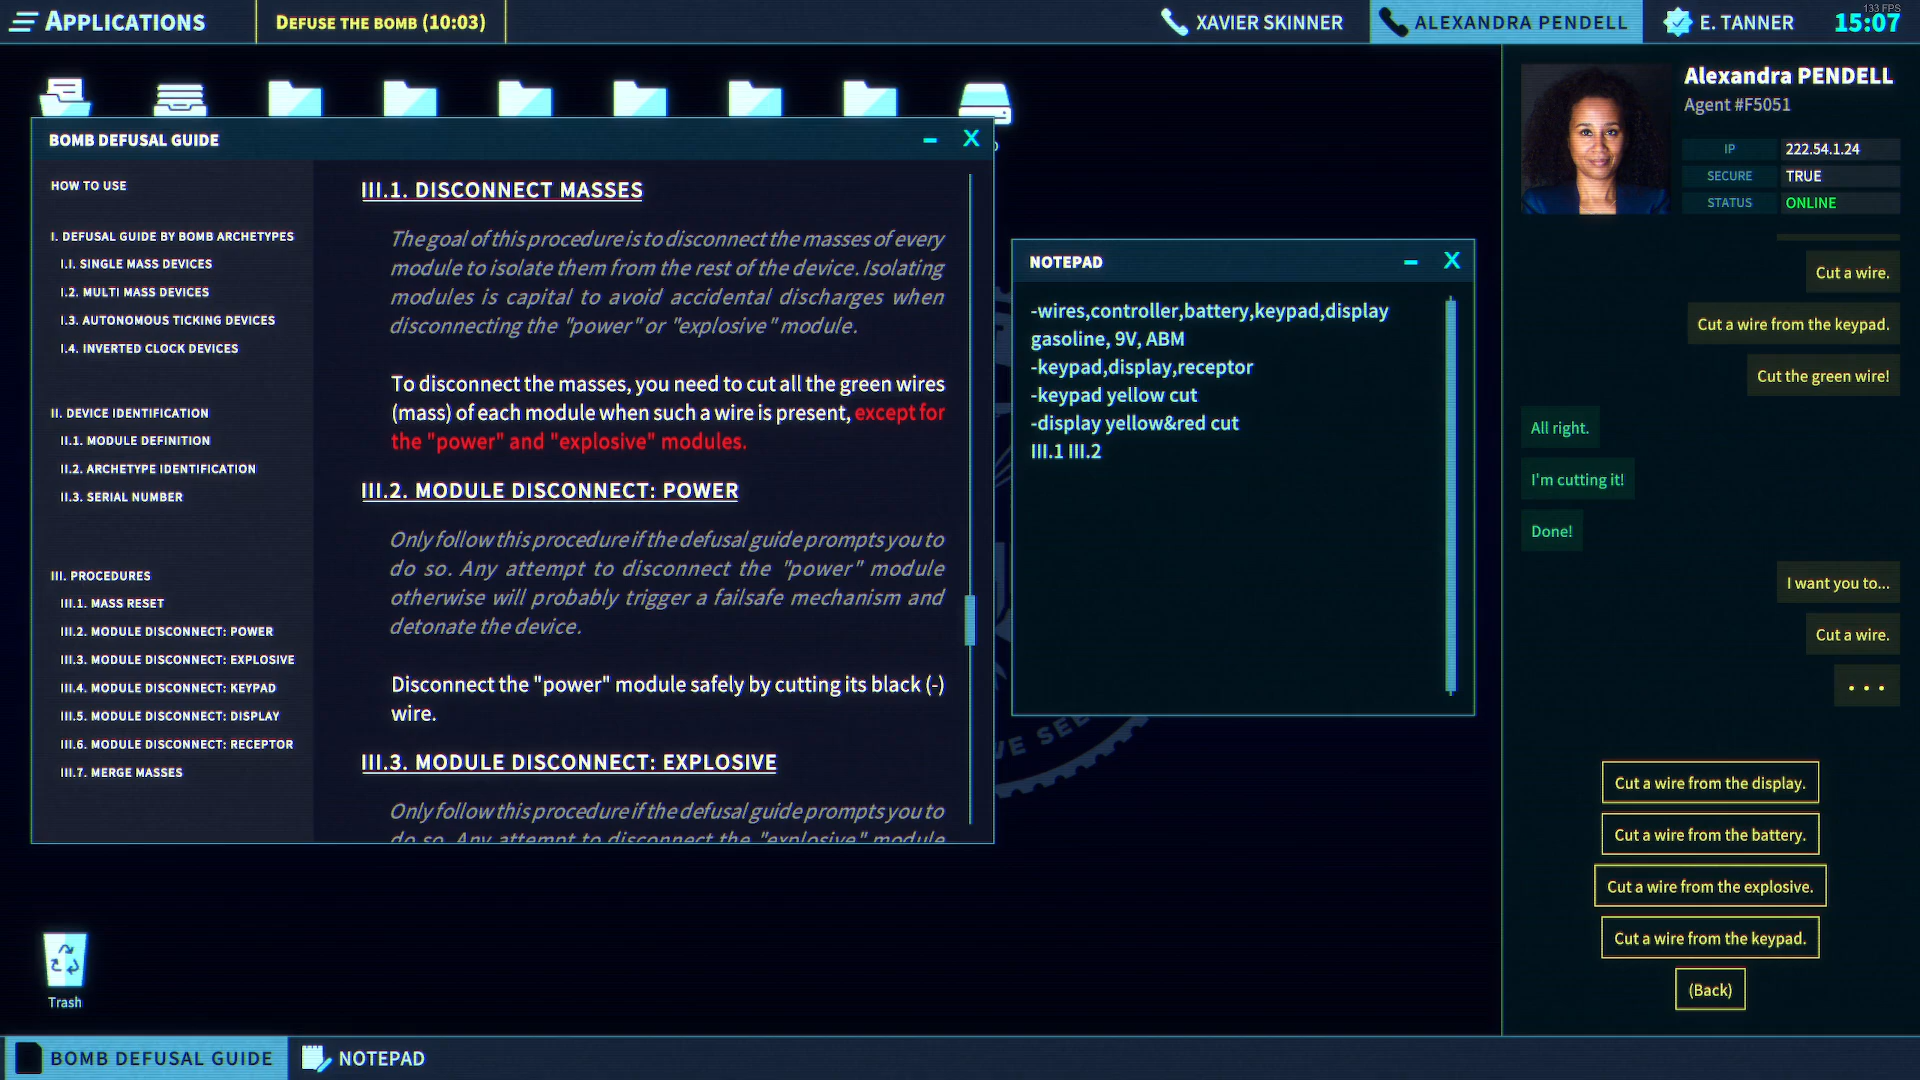 APPLICATIONS
DEFUSE THE BOMB (10:03)
XAVIER SKINNER
ALEXANDRA PENDELL
E. TANNER
133 FPS
15:07
BOMB DEFUSAL GUIDE
HOW TO USE
I. DEFUSAL GUIDE BY BOMB ARCHETYPES
I.I. SINGLE MASS DEVICES
I.2. MULTI MASS DEVICES
I.3. AUTONOMOUS TICKING DEVICES
I.4. INVERTED CLOCK DEVICES
II. DEVICE IDENTIFICATION
II.1. MODULE DEFINITION
II.2. ARCHETYPE IDENTIFICATION
II.3. SERIAL NUMBER
III. PROCEDURES
III.1. MASS RESET
III.2. MODULE DISCONNECT: POWER
III.3. MODULE DISCONNECT: EXPLOSIVE
III.4. MODULE DISCONNECT: KEYPAD
III.5. MODULE DISCONNECT: DISPLAY
III.6. MODULE DISCONNECT: RECEPTOR
III.7. MERGE MASSES
III.1. DISCONNECT MASSES
The goal of this procedure is to disconnect the masses of every
module to isolate them from the rest of the device. Isolating
modules is capital to avoid accidental discharges when
disconnecting the "power" or "explosive" module.
To disconnect the masses, you need to cut all the green wires
(mass) of each module when such a wire is present, except for
the "power" and "explosive" modules.
III.2. MODULE DISCONNECT: POWER
Only follow this procedure if the defusal guide prompts you to
do so. Any attempt to disconnect the "power" module
otherwise will probably trigger a failsafe mechanism and
detonate the device.
Disconnect the "power" module safely by cutting its black (-)
wire.
III.3. MODULE DISCONNECT: EXPLOSIVE
Only follow this procedure if the defusal guide prompts you to
do so. Any attempt to disconnect the "explosive" module
NOTEPAD
-wires,controller,battery,keypad,display
gasoline, 9V, ABM
-keypad,display,receptor
-keypad yellow cut
-display yellow&red cut
III.1 III.2
Alexandra PENDELL
Agent #F5051
IP
222.54.1.24
SECURE
TRUE
STATUS
ONLINE
Cut a wire.
Cut a wire from the keypad.
Cut the green wire!
All right.
I'm cutting it!
Done!
I want you to...
Cut a wire.
...
Cut a wire from the display.
Cut a wire from the battery.
Cut a wire from the explosive.
Cut a wire from the keypad.
(Back)
Trash
BOMB DEFUSAL GUIDE
NOTEPAD